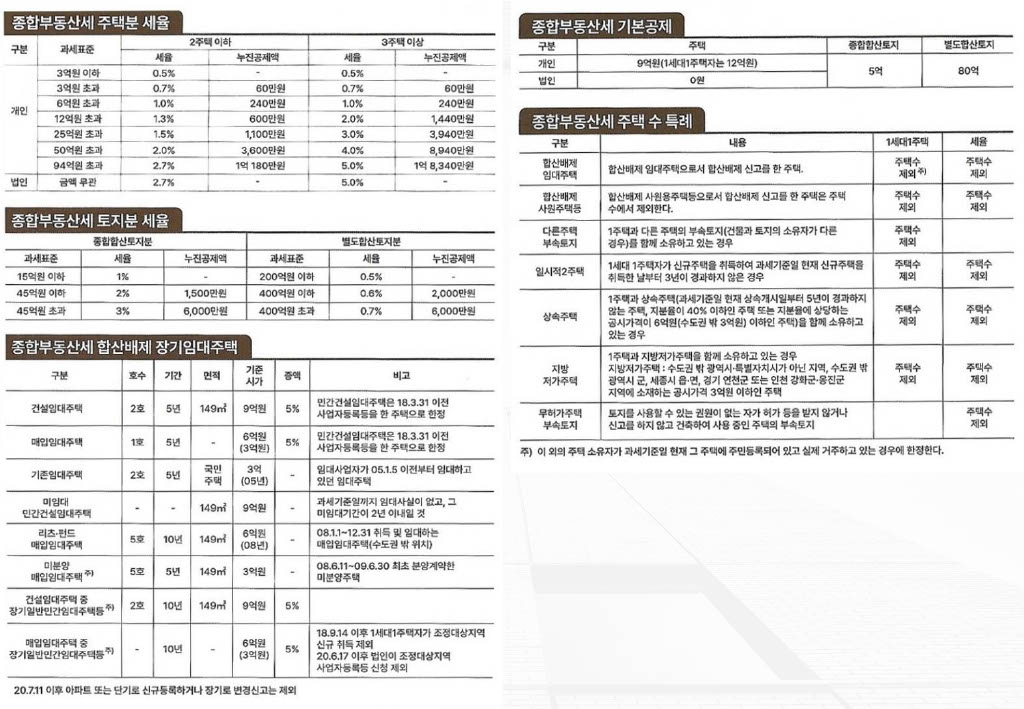 종합부동산세 주택분 세율
구분 과세표준 2주택 이하 3주택 이상
세율 누진공제액 세율 누진공제액
개인
3억원 이하 0.5% - 0.5% -
3억원 초과 0.7% 60만원 0.7% 60만원
6억원 초과 1.0% 240만원 1.0% 240만원
12억원 초과 1.3% 600만원 2.0% 1,440만원
25억원 초과 1.5% 1,100만원 3.0% 3,940만원
50억원 초과 2.0% 3,600만원 4.0% 8,940만원
94억원 초과 2.7% 1억 180만원 5.0% 1억 8,340만원
법인 금액 무관 2.7% - 5.0% -
종합부동산세 토지분 세율
종합합산토지분 별도합산토지분
과세표준 세율 누진공제액 과세표준 세율 누진공제액
15억원 이하 1% - 200억원 이하 0.5% -
45억원 이하 2% 1,500만원 400억원 이하 0.6% 2,000만원
45억원 초과 3% 6,000만원 400억원 초과 0.7% 6,000만원
종합부동산세 합산배제 장기임대주택
구분 호수 기간 면적 기준 시가 증액 비고
건설임대주택 2호 5년 149㎡ 9억원 5% 민간건설임대주택은 18.3.31 이전
사업자등록등을 한 주택으로 한정
매입임대주택 1호 5년 - 6억원 (3억원) 5% 민간건설임대주택은 18.3.31 이전
사업자등록등을 한 주택으로 한정
기존임대주택 2호 5년 국민 주택 3억 (05년) - 임대사업자가 05.1.5 이전부터 임대하고
있던 임대주택
미임대
민간건설임대주택 - - 149㎡ 9억원 - 과세기준일까지 임대사실이 없고, 그
미임대기간이 2년 이내일 것
리츠·펀드
매입임대주택 5호 10년 149㎡ 6억원 (08년) - 08.1.1~12.31 취득 및 임대하는
매입임대주택(수도권 밖 위치)
미분양
매입임대주택 주) 5호 5년 149㎡ 3억원 - 08.6.11~09.6.30 최초 분양계약한
미분양주택
건설임대주택 중
장기일반민간임대주택등 주) 2호 10년 149㎡ 9억원 5%
매입임대주택 중
장기일반민간임대주택등 주) - 10년 - 6억원 (3억원) 5% 18.9.14 이후 1세대1주택자가 조정대상지역
신규 취득 제외
20.6.17 이후 법인이 조정대상지역
사업자등록등 신청 제외
20.7.11 이후 아파트 또는 단기로 신규등록하거나 장기로 변경신고는 제외
종합부동산세 기본공제
구분 주택 종합합산토지 별도합산토지
개인 9억원(1세대1주택자는 12억원) 5억 80억
법인 0원
종합부동산세 주택 수 특례
구분 내용 1세대1주택 세율
합산배제
임대주택 합산배제 임대주택으로서 합산배제 신고를 한 주택. 주택수 제외 주) 주택수 제외
합산배제
사원주택등 합산배제 사원용주택등으로서 합산배제 신고를 한 주택은 주택
수에서 제외한다. 주택수 제외 주택수 제외
다른주택
부속토지 1주택과 다른 주택의 부속토지(건물과 토지의 소유자가 다른
경우)를 함께 소유하고 있는 경우 주택수 제외
일시적2주택 1세대 1주택자가 신규주택을 취득하여 과세기준일 현재 신규주택을
취득한 날부터 3년이 경과하지 않은 경우 주택수 제외 주택수 제외
상속주택 1주택과 상속주택(과세기준일 현재 상속개시일부터 5년이 경과하지
않는 주택, 지분율이 40% 이하인 주택 또는 지분율에 상당하는
공시가격이 6억원(수도권 밖 3억원) 이하인 주택)을 함께 소유하고
있는 경우 주택수 제외 주택수 제외
지방
저가주택 1주택과 지방저가주택을 함께 소유하고 있는 경우
지방저가주택 : 수도권 밖 광역시·특별자치시가 아닌 지역, 수도권 밖
광역시 군, 세종시 읍·면, 경기 연천군 또는 인천 강화군·옹진군
지역에 소재하는 공시가격 3억원 이하인 주택 주택수 제외 주택수 제외
무허가주택
부속토지 토지를 사용할 수 있는 권원이 없는 자가 허가 등을 받지 않거나
신고를 하지 않고 건축하여 사용 중인 주택의 부속토지 주택수 제외
주) 이 외의 주택 소유자가 과세기준일 현재 그 주택에 주민등록되어 있고 실제 거주하고 있는 경우에 한정한다.